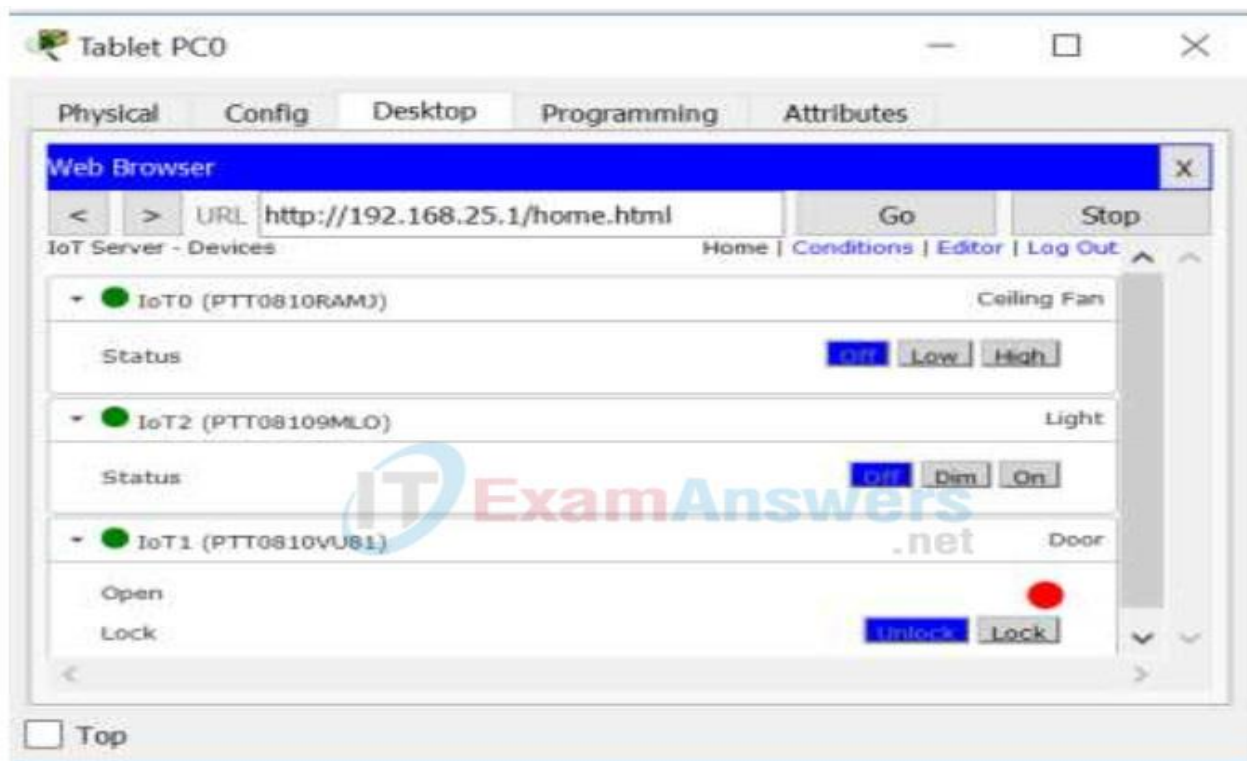 Tablet PC0
Physical Config Desktop Programming Attributes
Web Browser X
< > URL http://192.168.25.1/home.html Go Stop
IoT Server - Devices Home | Conditions | Editor | Log Out
IoT0 (PTT0810RAMJ) Ceiling Fan
Status Off Low High
IoT2 (PTT08109MLO) Light
Status Off Dim On
ITExamAnswers
.net
IoT1 (PTT0810VU81) Door
Open
Lock Unlock Lock
Top